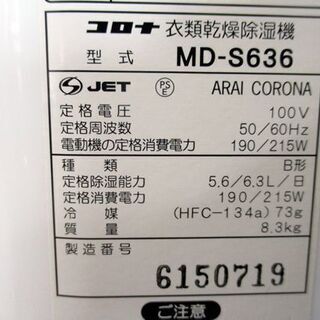 コロナ 衣類乾燥除湿機
型式 MD-S636
JET PSE ARAI CORONA
定格電圧 100V
定格周波数 50/60Hz
電動機の定格消費電力 190/215W
種類 B形
定格除湿能力 5.6/6.3L/日
定格消費電力 190/215W
冷媒 (HFC-134a) 73g
質量 8.3kg
製造番号
6150719
ご注意